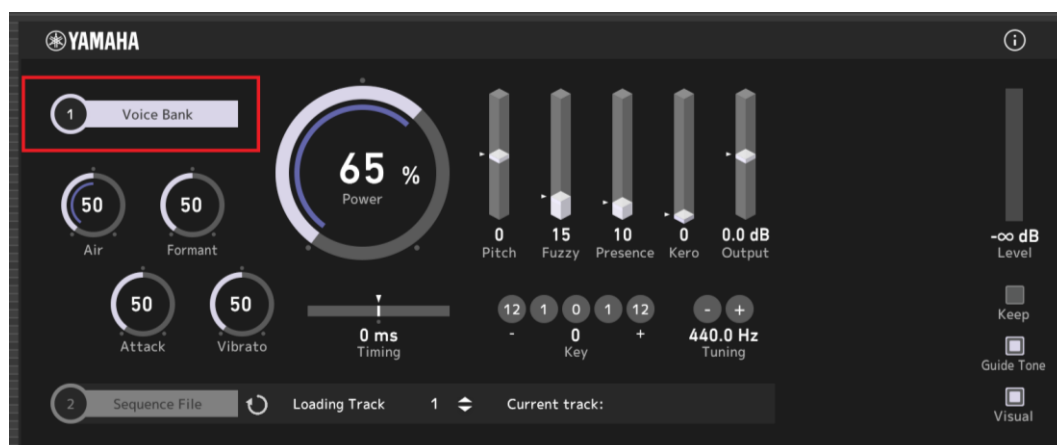 YAMAHA
i
1 Voice Bank
65 %
Power
50
Air
50
Formant
50
Attack
50
Vibrato
0
Pitch
15
Fuzzy
10
Presence
0
Kero
0.0 dB
Output
0 ms
Timing
12 1 0 1 12
- 0 +
Key
- +
440.0 Hz
Tuning
-∞ dB
Level
Keep
Guide Tone
Visual
2 Sequence File
Loading Track 1
Current track: